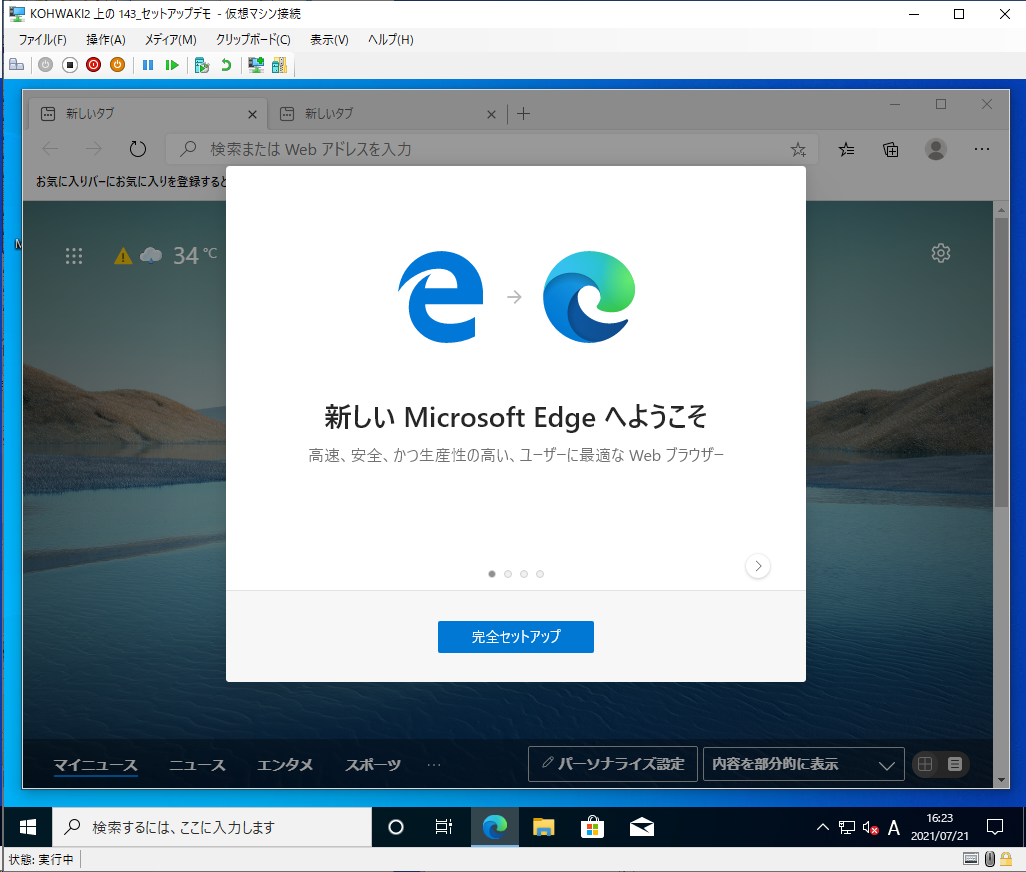 KOHWAKI2 上の 143_セットアップデモ - 仮想マシン接続
ファイル(F) 操作(A) メディア(M) クリップボード(C) 表示(V) ヘルプ(H)
新しいタブ 新しいタブ
検索または Web アドレスを入力
お気に入りバーにお気に入りを登録すると
34 °C
新しい Microsoft Edge へようこそ
高速、安全、かつ生産性の高い、ユーザーに最適な Web ブラウザー
完全セットアップ
マイニュース ニュース エンタメ スポーツ … パーソナライズ設定 内容を部分的に表示
検索するには、ここに入力します
A
16:23
2021/07/21
状態: 実行中